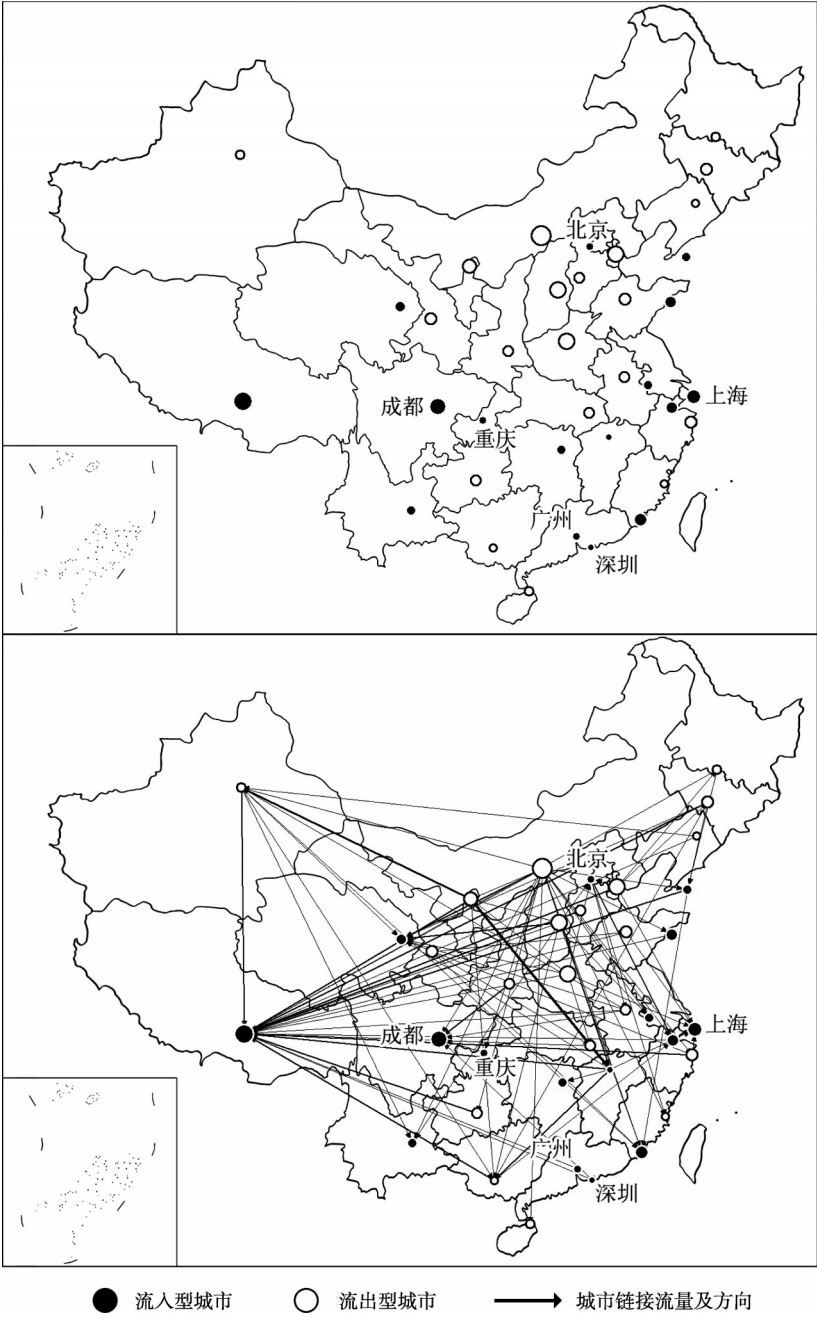 北京
成都
上海
重庆
广州
深圳
北京
成都
上海
重庆
广州
深圳
流入型城市 流出型城市 城市链接流量及方向